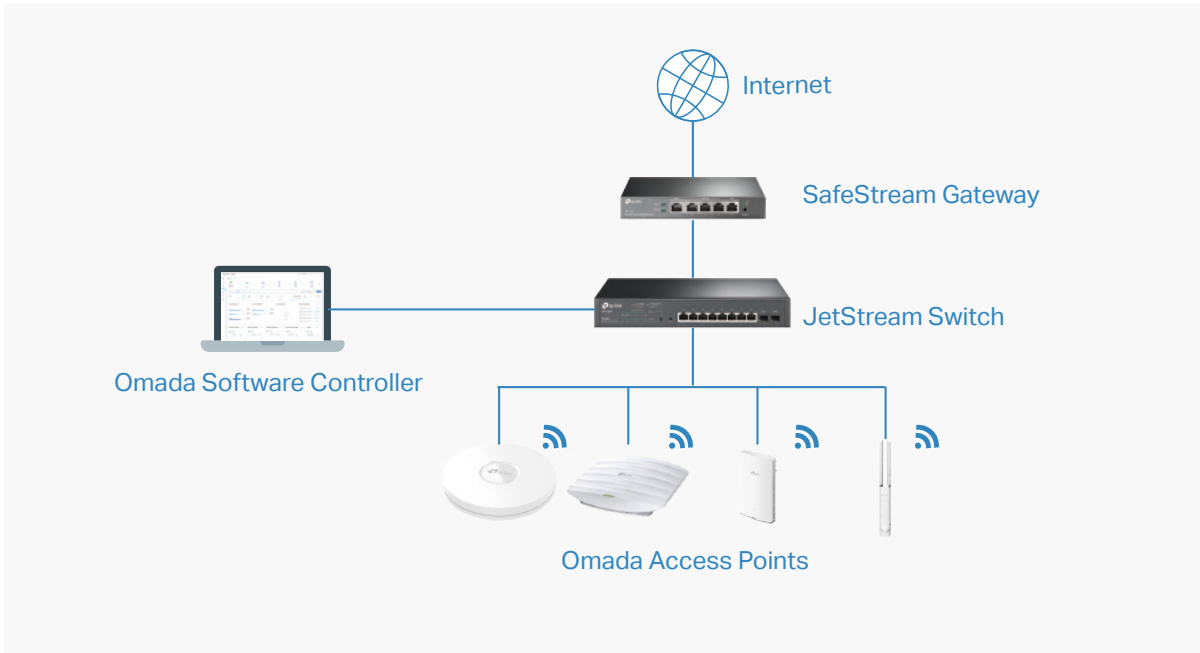 Internet
SafeStream Gateway
JetStream Switch
Omada Software Controller
Omada Access Points